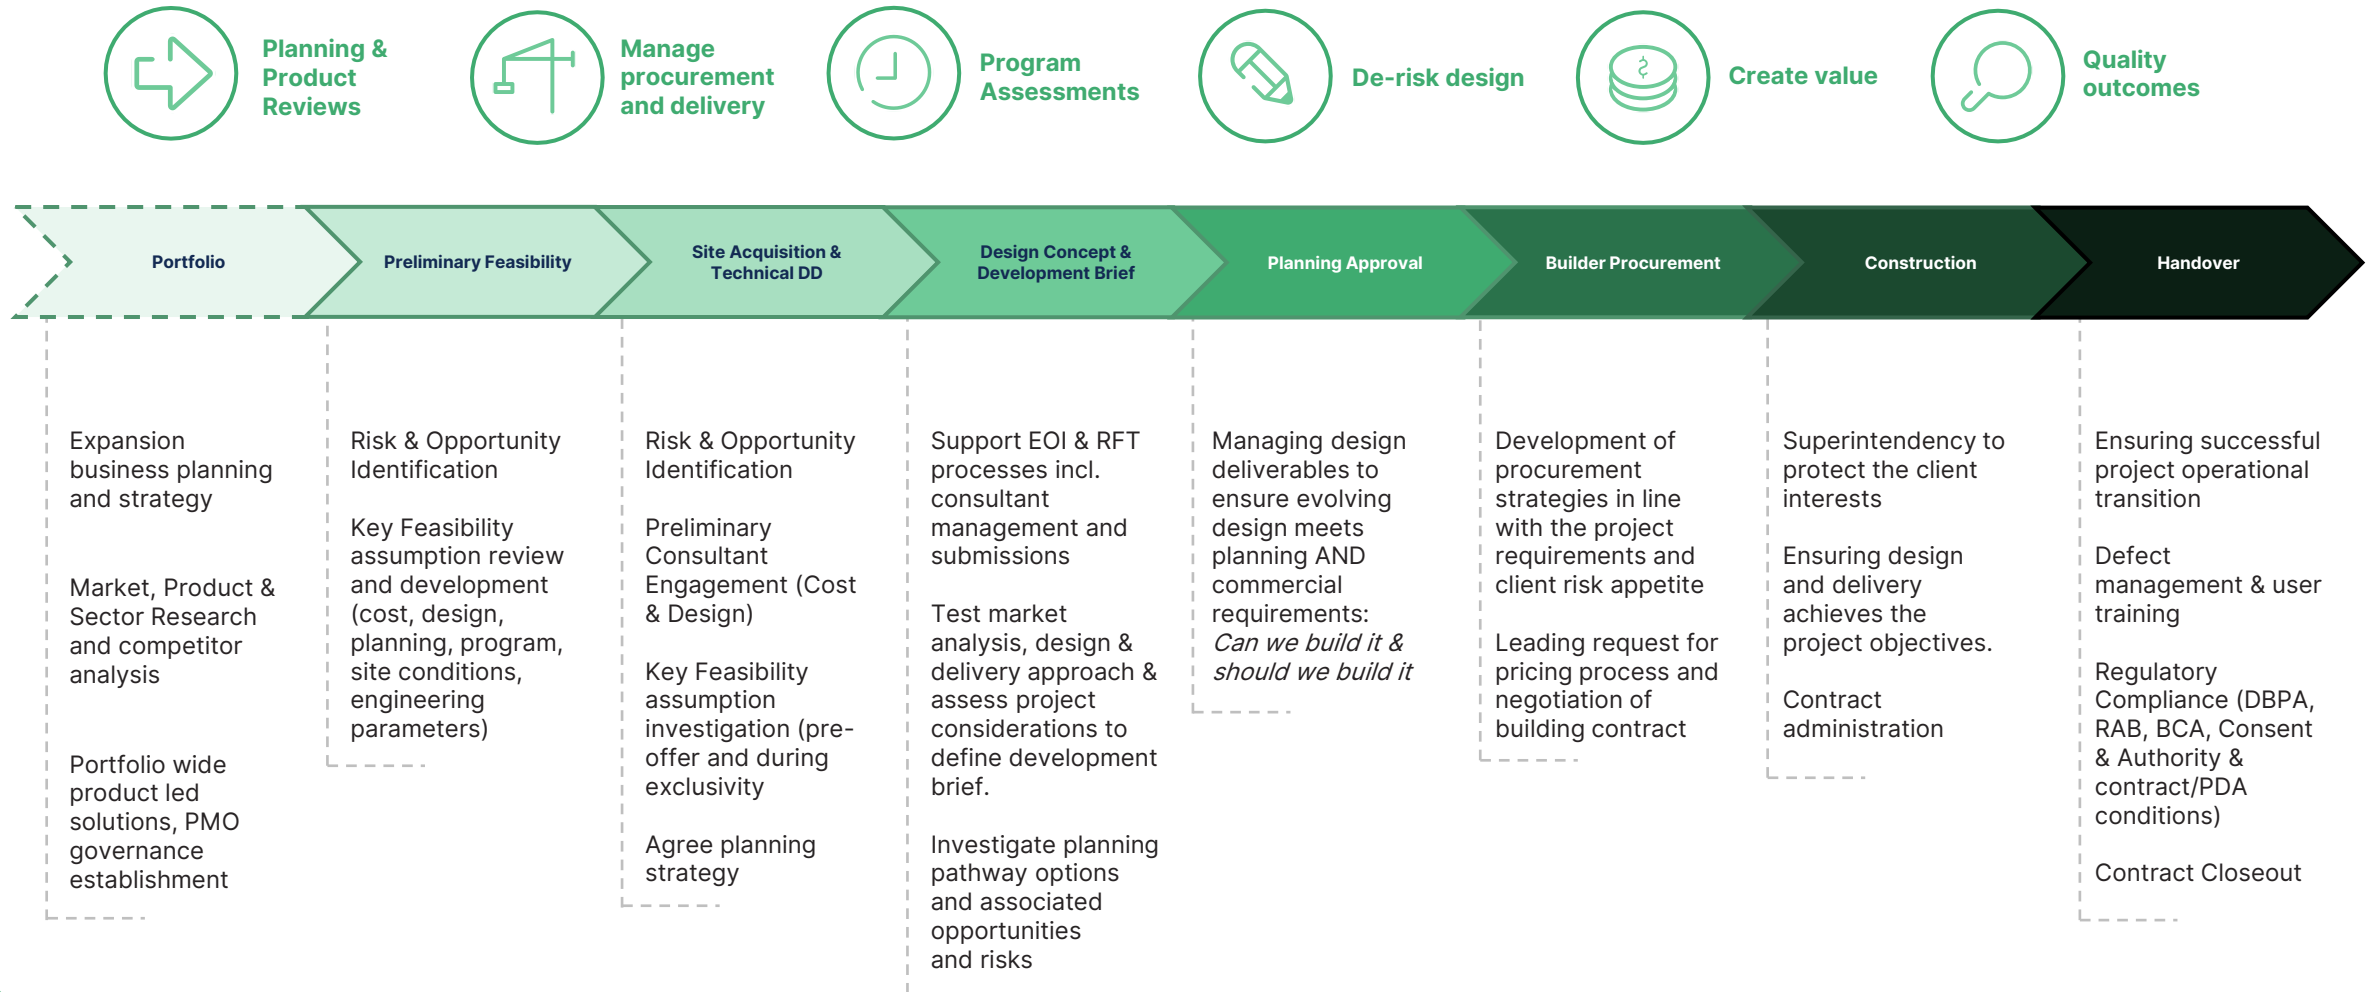 Planning &
Product
Reviews
Manage
procurement
and delivery
Program
Assessments
De-risk design
Create value
Quality
outcomes
Portfolio
Preliminary Feasibility
Site Acquisition &
Technical DD
Design Concept &
Development Brief
Planning Approval
Builder Procurement
Construction
Handover
Expansion
business planning
and strategy
Market, Product &
Sector Research
and competitor
analysis
Portfolio wide
product led
solutions, PMO
governance
establishment
Risk & Opportunity
Identification
Key Feasibility
assumption review
and development
(cost, design,
planning, program,
site conditions,
engineering
parameters)
Risk & Opportunity
Identification
Preliminary
Consultant
Engagement (Cost
& Design)
Key Feasibility
assumption
investigation (pre-
offer and during
exclusivity
Agree planning
strategy
Support EOI & RFT
processes incl.
consultant
management and
submissions
Test market
analysis, design &
delivery approach &
assess project
considerations to
define development
brief.
Investigate planning
pathway options
and associated
opportunities
and risks
Managing design
deliverables to
ensure evolving
design meets
planning AND
commercial
requirements:
Can we build it &
should we build it
Development of
procurement
strategies in line
with the project
requirements and
client risk appetite
Leading request for
pricing process and
negotiation of
building contract
Superintendency to
protect the client
interests
Ensuring design
and delivery
achieves the
project objectives.
Contract
administration
Ensuring successful
project operational
transition
Defect
management & user
training
Regulatory
Compliance (DBPA,
RAB, BCA, Consent
& Authority &
contract/PDA
conditions)
Contract Closeout